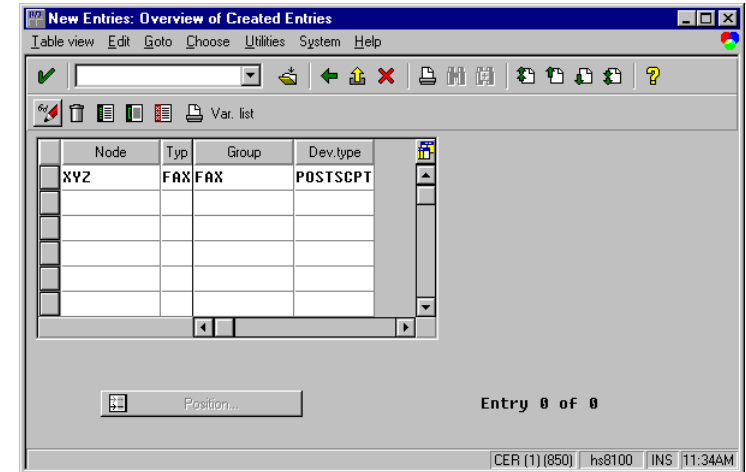 New Entries: Overview of Created Entries
Table view Edit Goto Choose Utilities System Help
Var. list
Node Typ Group Dev.type
XYZ FAX FAX POSTSCPT
Position... Entry 0 of 0
CER (1) (850) hs8100 INS 11:34AM